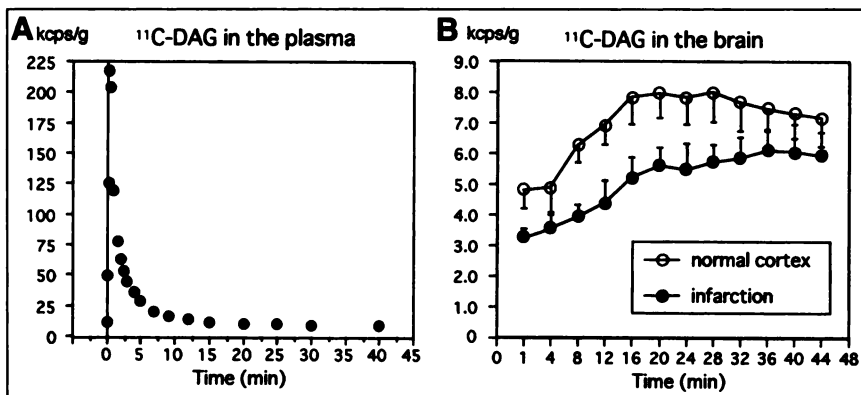 A kcps/g ¹¹C-DAG in the plasma
225
200
175
150
125
100
75
50
25
0
0 5 10 15 20 25 30 35 40 45
Time (min)
B kcps/g ¹¹C-DAG in the brain
9.0
8.0
7.0
6.0
5.0
4.0
3.0
2.0
1.0
0
normal cortex
infarction
0 1 4 8 12 16 20 24 28 32 36 40 44 48
Time (min)